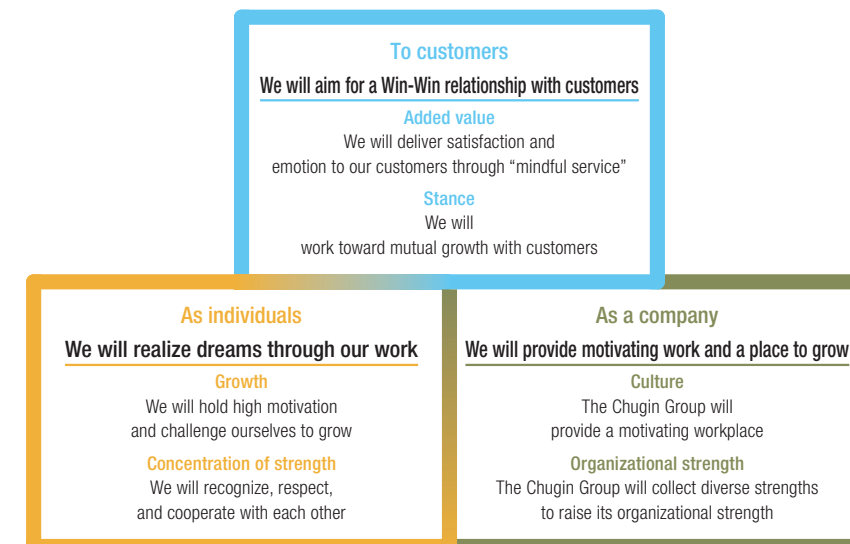 To customers
We will aim for a Win-Win relationship with customers
Added value
We will deliver satisfaction and
emotion to our customers through “mindful service”
Stance
We will
work toward mutual growth with customers
As individuals
We will realize dreams through our work
Growth
We will hold high motivation
and challenge ourselves to grow
Concentration of strength
We will recognize, respect,
and cooperate with each other
As a company
We will provide motivating work and a place to grow
Culture
The Chugin Group will
provide a motivating workplace
Organizational strength
The Chugin Group will collect diverse strengths
to raise its organizational strength